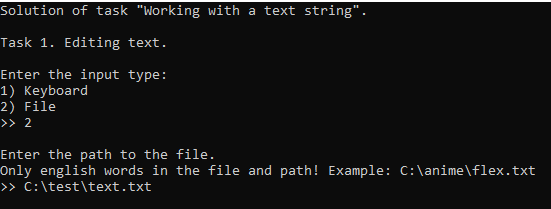 Solution of task "Working with a text string".
Task 1. Editing text.
Enter the input type:
1) Keyboard
2) File
>> 2
Enter the path to the file.
Only english words in the file and path! Example: C:\anime\flex.txt
>> C:\test\text.txt